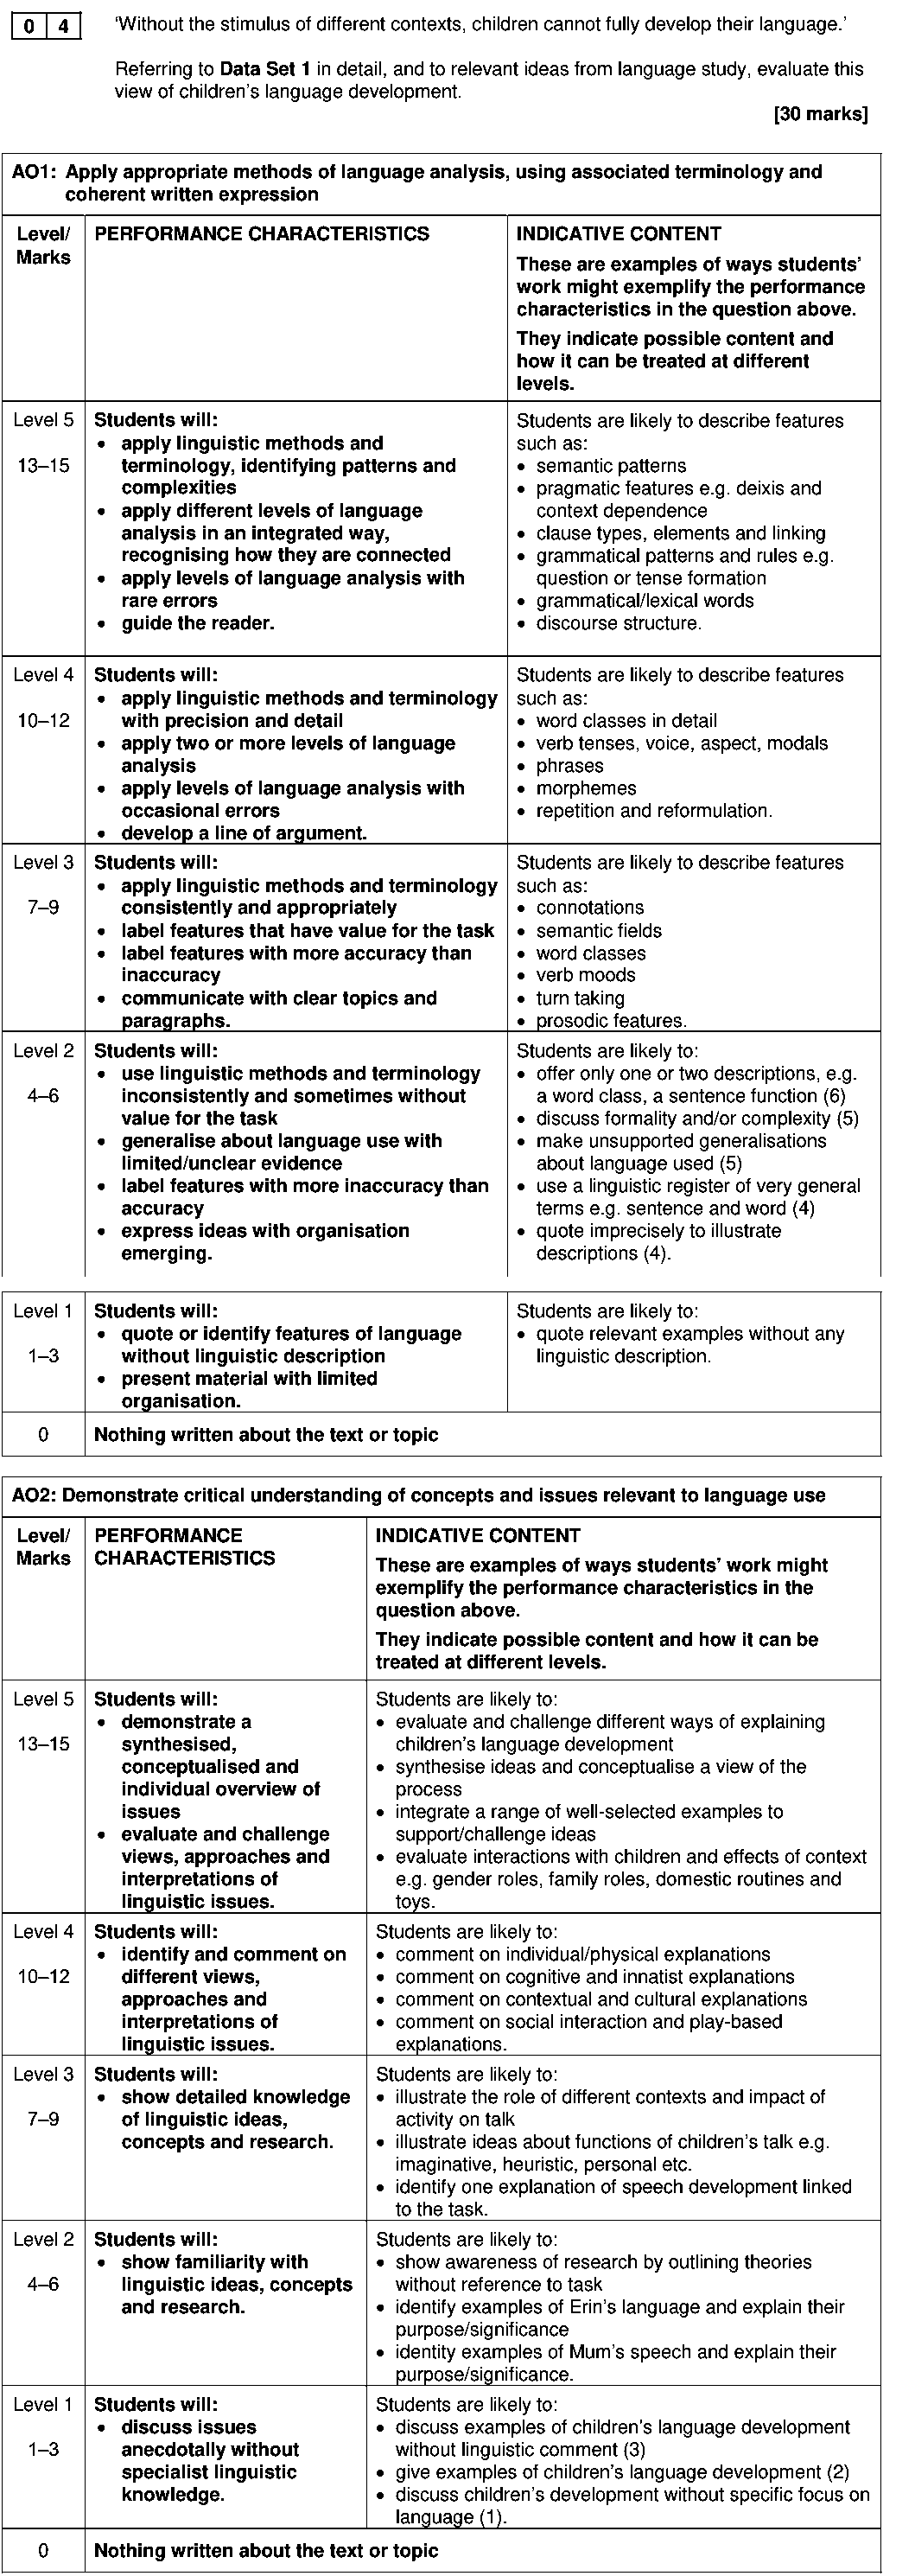 0 4 ‘Without the stimulus of different contexts, children cannot fully develop their language.’
Referring to Data Set 1 in detail, and to relevant ideas from language study, evaluate this
view of children’s language development.
[30 marks]
AO1: Apply appropriate methods of language analysis, using associated terminology and
coherent written expression
Level/
Marks
PERFORMANCE CHARACTERISTICS
INDICATIVE CONTENT
These are examples of ways students’
work might exemplify the performance
characteristics in the question above.
They indicate possible content and
how it can be treated at different
levels.
Level 5
13–15
Students will:
• apply linguistic methods and
terminology, identifying patterns and
complexities
• apply different levels of language
analysis in an integrated way,
recognising how they are connected
• apply levels of language analysis with
rare errors
• guide the reader.
Students are likely to describe features
such as:
• semantic patterns
• pragmatic features e.g. deixis and
context dependence
• clause types, elements and linking
• grammatical patterns and rules e.g.
question or tense formation
• grammatical/lexical words
• discourse structure.
Level 4
10–12
Students will:
• apply linguistic methods and terminology
with precision and detail
• apply two or more levels of language
analysis
• apply levels of language analysis with
occasional errors
• develop a line of argument.
Students are likely to describe features
such as:
• word classes in detail
• verb tenses, voice, aspect, modals
• phrases
• morphemes
• repetition and reformulation.
Level 3
7–9
Students will:
• apply linguistic methods and terminology
consistently and appropriately
• label features that have value for the task
• label features with more accuracy than
inaccuracy
• communicate with clear topics and
paragraphs.
Students are likely to describe features
such as:
• connotations
• semantic fields
• word classes
• verb moods
• turn taking
• prosodic features.
Level 2
4–6
Students will:
• use linguistic methods and terminology
inconsistently and sometimes without
value for the task
• generalise about language use with
limited/unclear evidence
• label features with more inaccuracy than
accuracy
• express ideas with organisation
emerging.
Students are likely to:
• offer only one or two descriptions, e.g.
a word class, a sentence function (6)
• discuss formality and/or complexity (5)
• make unsupported generalisations
about language used (5)
• use a linguistic register of very general
terms e.g. sentence and word (4)
• quote imprecisely to illustrate
descriptions (4).
Level 1
1–3
Students will:
• quote or identify features of language
without linguistic description
• present material with limited
organisation.
Students are likely to:
• quote relevant examples without any
linguistic description.
0
Nothing written about the text or topic
AO2: Demonstrate critical understanding of concepts and issues relevant to language use
Level/
Marks
PERFORMANCE
CHARACTERISTICS
INDICATIVE CONTENT
These are examples of ways students’ work might
exemplify the performance characteristics in the
question above.
They indicate possible content and how it can be
treated at different levels.
Level 5
13–15
Students will:
• demonstrate a
synthesised,
conceptualised and
individual overview of
issues
• evaluate and challenge
views, approaches and
interpretations of
linguistic issues.
Students are likely to:
• evaluate and challenge different ways of explaining
children’s language development
• synthesise ideas and conceptualise a view of the
process
• integrate a range of well-selected examples to
support/challenge ideas
• evaluate interactions with children and effects of context
e.g. gender roles, family roles, domestic routines and
toys.
Level 4
10–12
Students will:
• identify and comment on
different views,
approaches and
interpretations of
linguistic issues.
Students are likely to:
• comment on individual/physical explanations
• comment on cognitive and innatist explanations
• comment on contextual and cultural explanations
• comment on social interaction and play-based
explanations.
Level 3
7–9
Students will:
• show detailed knowledge
of linguistic ideas,
concepts and research.
Students are likely to:
• illustrate the role of different contexts and impact of
activity on talk
• illustrate ideas about functions of children’s talk e.g.
imaginative, heuristic, personal etc.
• identify one explanation of speech development linked
to the task.
Level 2
4–6
Students will:
• show familiarity with
linguistic ideas, concepts
and research.
Students are likely to:
• show awareness of research by outlining theories
without reference to task
• identify examples of Erin’s language and explain their
purpose/significance
• identity examples of Mum’s speech and explain their
purpose/significance.
Level 1
1–3
Students will:
• discuss issues
anecdotally without
specialist linguistic
knowledge.
Students are likely to:
• discuss examples of children’s language development
without linguistic comment (3)
• give examples of children’s language development (2)
• discuss children’s development without specific focus on
language (1).
0
Nothing written about the text or topic